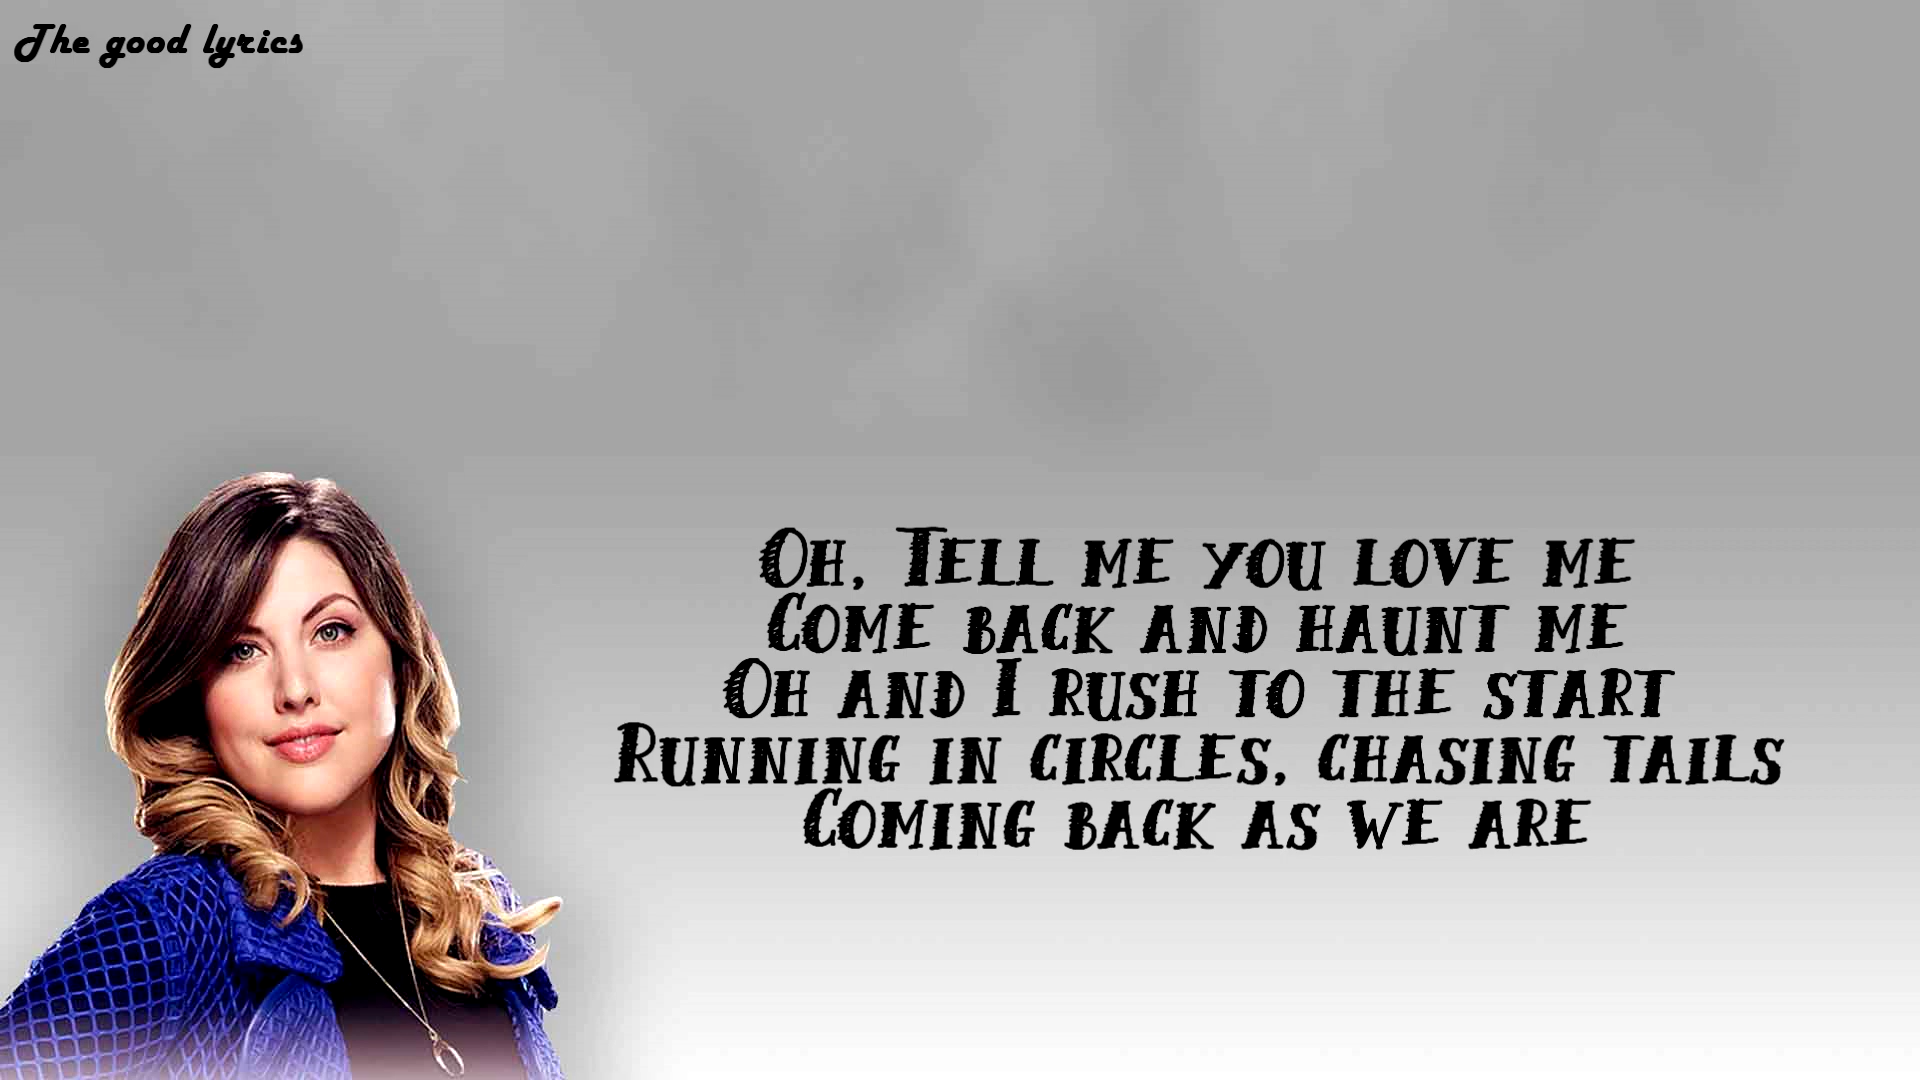 The good lyrics
Oh, Tell me you love me
Come back and haunt me
Oh and I rush to the start
Running in circles, chasing tails
Coming back as we are